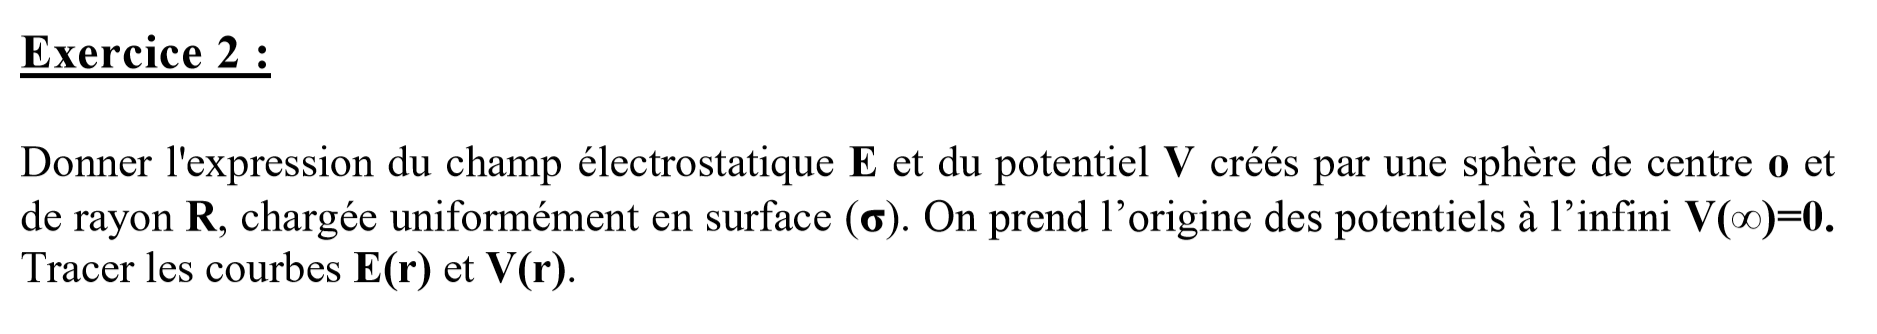 Exercice 2 :
Donner l'expression du champ électrostatique E et du potentiel V créés par une sphère de centre o et
de rayon R, chargée uniformément en surface (σ). On prend l’origine des potentiels à l’infini V(∞)=0.
Tracer les courbes E(r) et V(r).